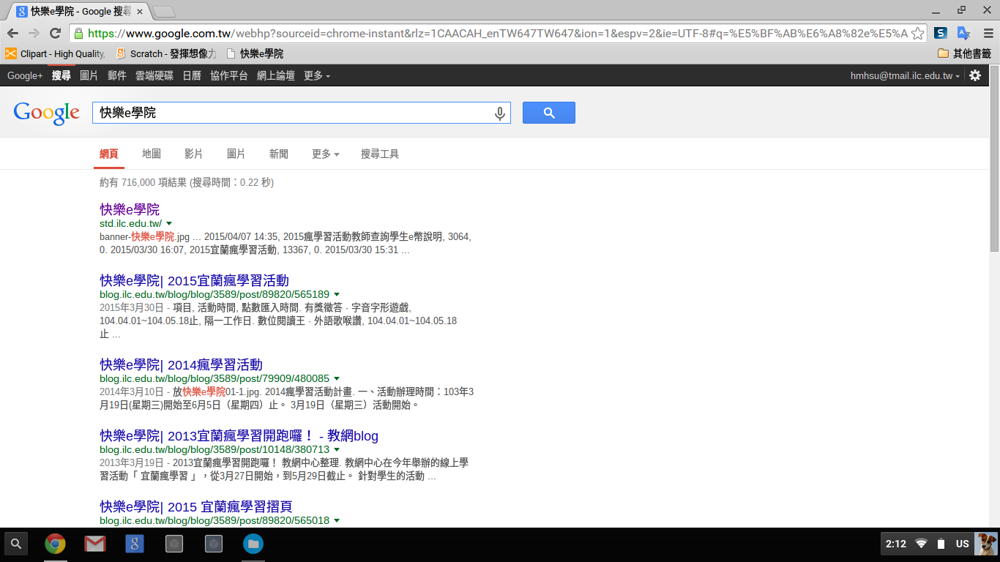 快樂e學院 - Google 搜尋
https://www.google.com.tw/webhp?sourceid=chrome-instant&rlz=1CAACAH_enTW647TW647&ion=1&espv=2&ie=UTF-8#q=%E5%BF%AB%E6%A8%82e%E5%A
Clipart - High Quality, Scratch - 發揮想像力 快樂e學院 其他書籤
Google+ 搜尋 圖片 郵件 雲端硬碟 日曆 協作平台 網上論壇 更多 hmhsu@tmail.ilc.edu.tw
Google 快樂e學院
網頁 地圖 影片 圖片 新聞 更多 搜尋工具
約有 716,000 項結果 (搜尋時間：0.22 秒)
快樂e學院
std.ilc.edu.tw/
banner-快樂e學院.jpg ... 2015/04/07 14:35, 2015瘋學習活動教師查詢學生e幣說明, 3064,
0. 2015/03/30 16:07, 2015宜蘭瘋學習活動, 13367, 0. 2015/03/30 15:31 ...
快樂e學院| 2015宜蘭瘋學習活動
blog.ilc.edu.tw/blog/blog/3589/post/89820/565189
2015年3月30日 - 項目, 活動時間, 點數匯入時間. 有獎徵答 · 字音字形遊戲,
104.04.01~104.05.18止, 隔一工作日. 數位閱讀王 · 外語歌喉讚, 104.04.01~104.05.18
止 ...
快樂e學院| 2014瘋學習活動
blog.ilc.edu.tw/blog/blog/3589/post/79909/480085
2014年3月10日 - 放快樂e學院01-1.jpg. 2014瘋學習活動計畫. 一、活動辦理時間：103年3
月19日(星期三)開始至6月5日（星期四）止。 3月19日（星期三）活動開始。
快樂e學院| 2013宜蘭瘋學習開跑囉！ - 教網blog
blog.ilc.edu.tw/blog/blog/3589/post/10148/380713
2013年3月19日 - 2013宜蘭瘋學習開跑囉！ 教網中心整理. 教網中心在今年舉辦的線上學
習活動「 宜蘭瘋學習 」，從3月27日開始，到5月29日截止。 針對學生的活動 ...
快樂e學院| 2015 宜蘭瘋學習摺頁
blog.ilc.edu.tw/blog/blog/3589/post/89820/565018
2:12 US